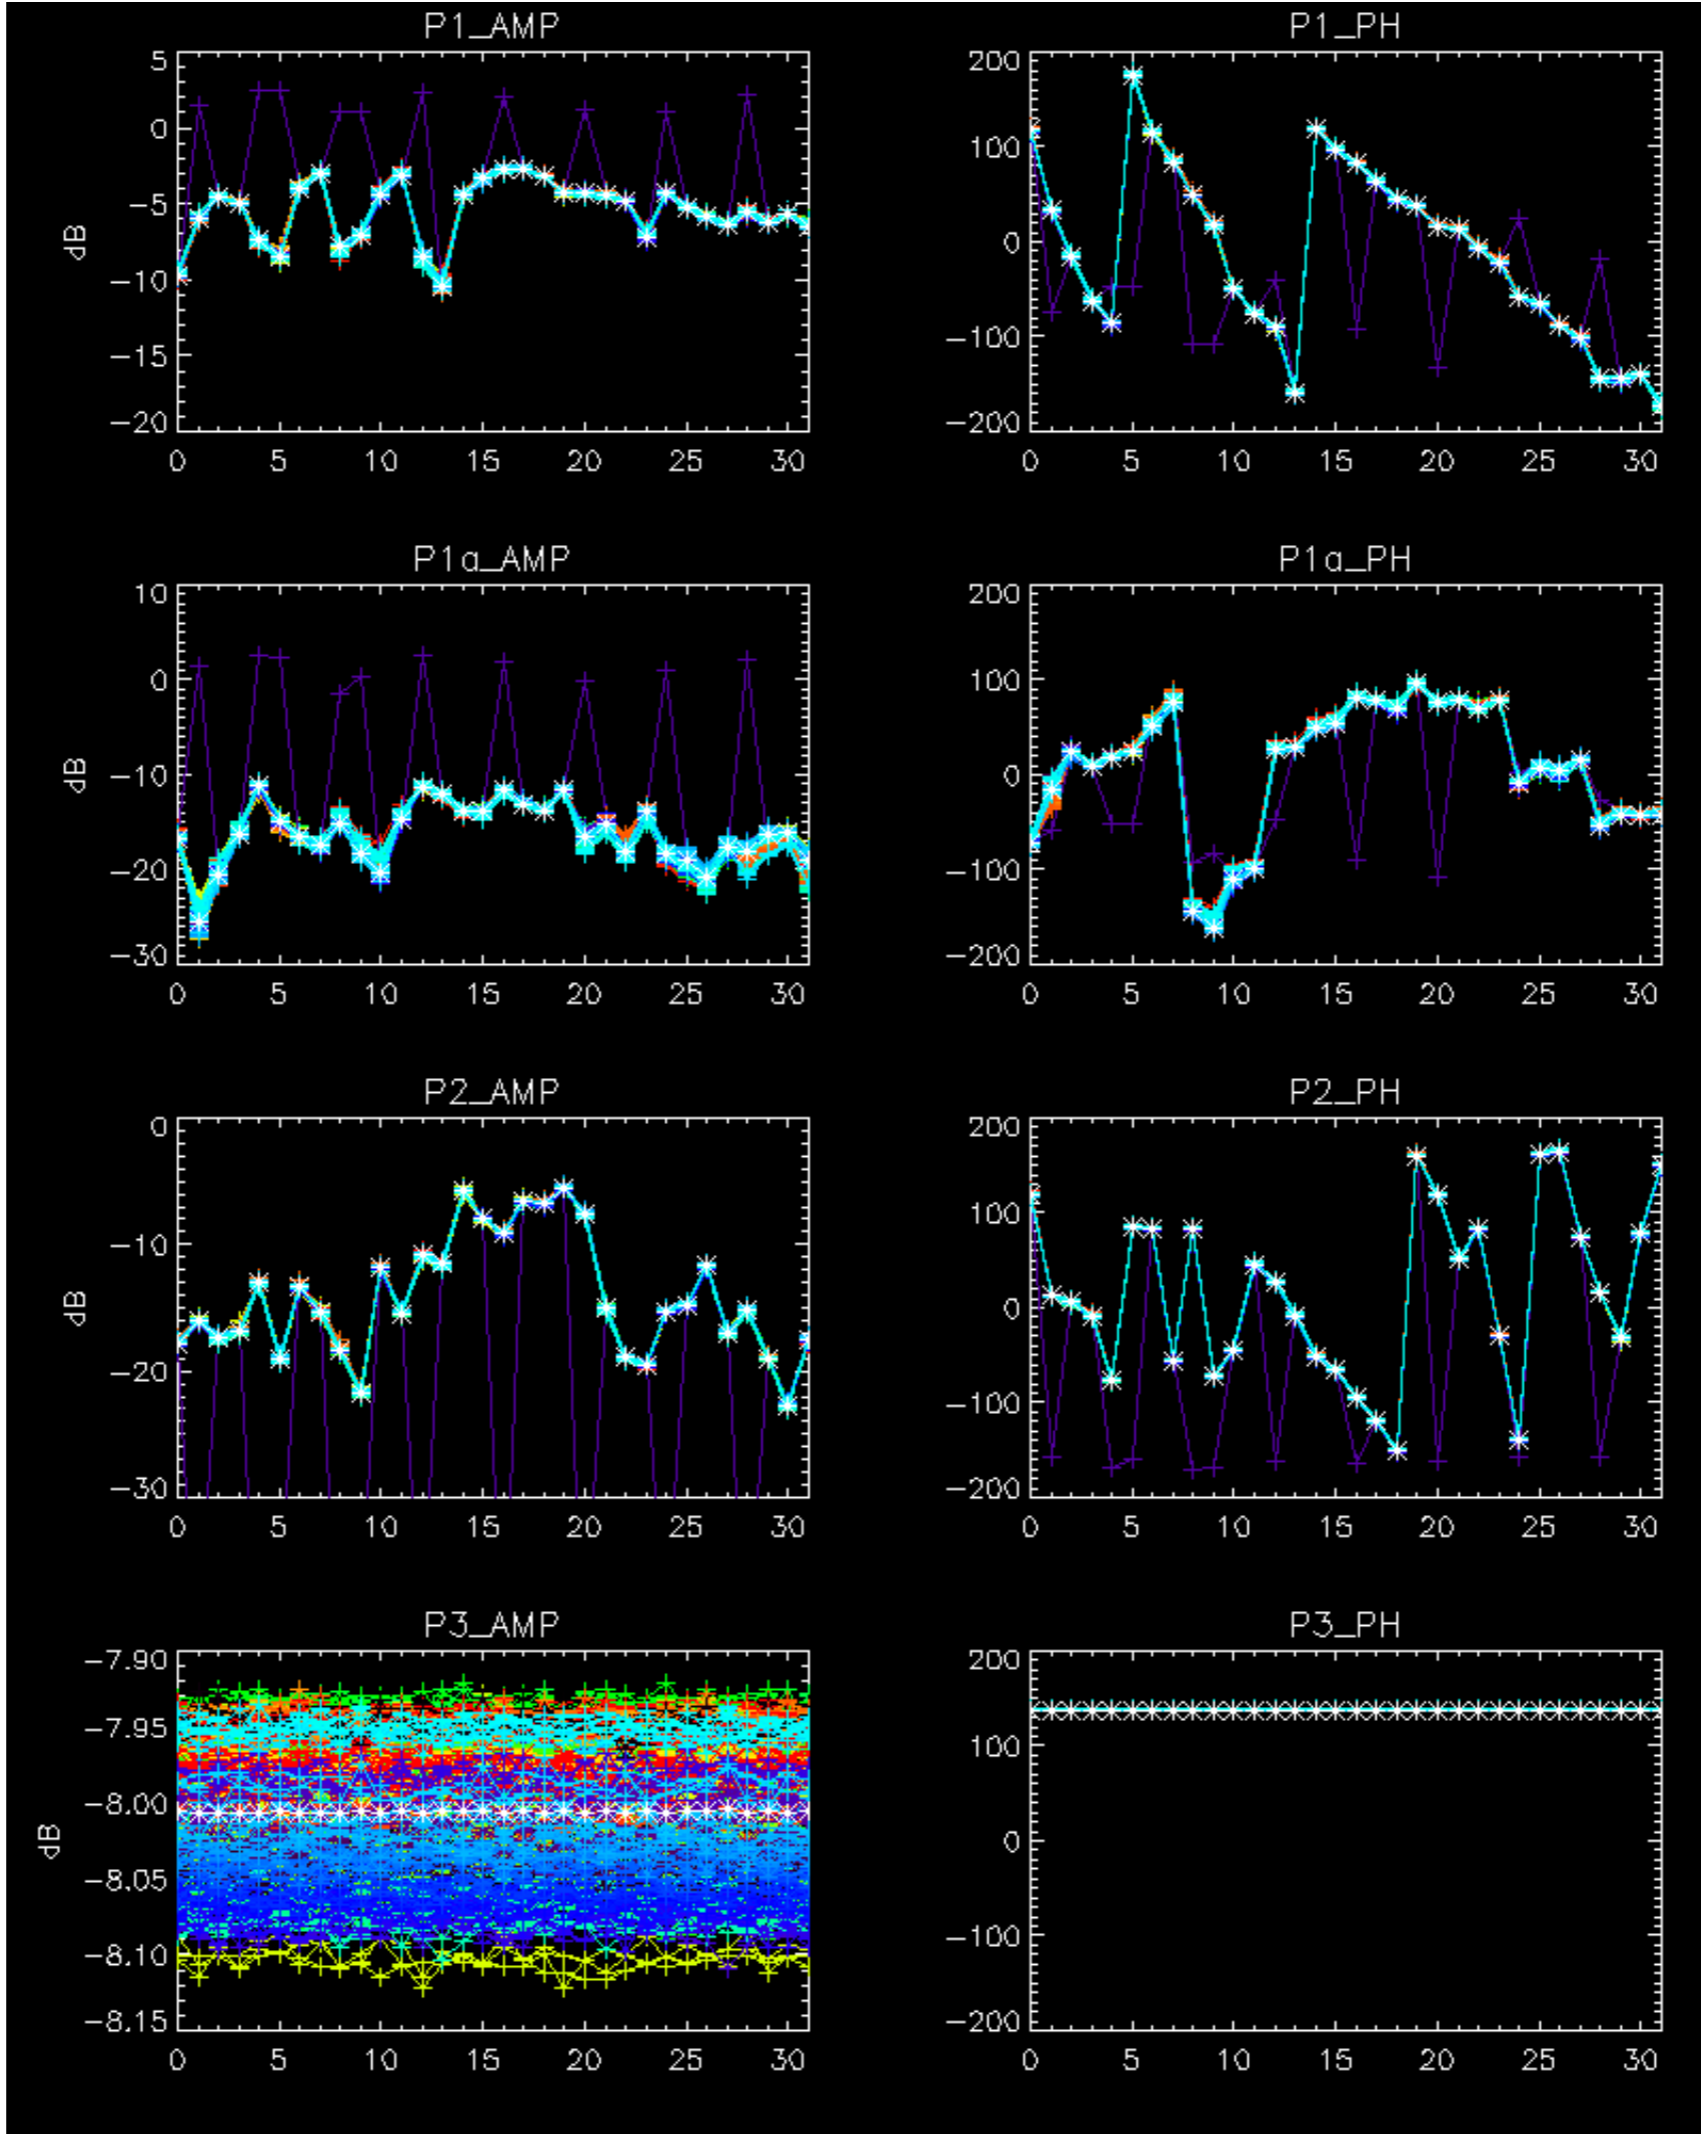 P1_AMP P1_PH
5 200
0 100
-5 0
-10 -100
-15
-20 -200
dB
0 5 10 15 20 25 30 0 5 10 15 20 25 30
P1a_AMP P1a_PH
10 200
0 100
-10 0
-20 -100
-30 -200
dB
0 5 10 15 20 25 30 0 5 10 15 20 25 30
P2_AMP P2_PH
0 200
-10 100
0
-20 -100
-30 -200
dB
0 5 10 15 20 25 30 0 5 10 15 20 25 30
P3_AMP P3_PH
-7.90 200
-7.95 100
-8.00 0
-8.05
-8.10 -100
-8.15 -200
dB
0 5 10 15 20 25 30 0 5 10 15 20 25 30